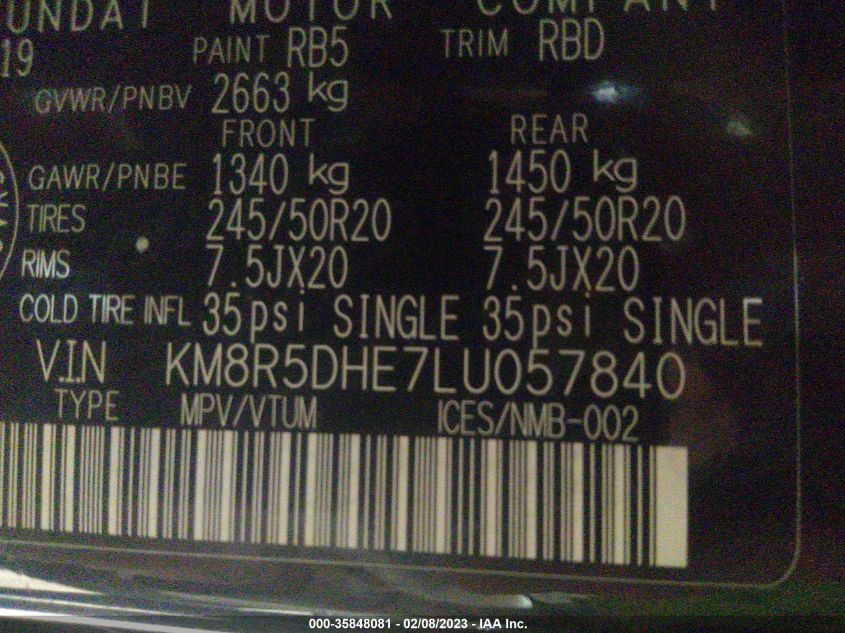 UNDAI MOTOR COMPANY
19 PAINT RB5 TRIM RBD
GVWR/PNBV 2663 kg
FRONT REAR
GAWR/PNBE 1340 kg 1450 kg
TIRES 245/50R20 245/50R20
RIMS 7.5JX20 7.5JX20
COLD TIRE INFL 35psi SINGLE 35psi SINGLE
V.I.N KM8R5DHE7LU057840
TYPE MPV/VTUM ICES/NMB-002
000-35848081 - 02/08/2023 - IAA Inc.